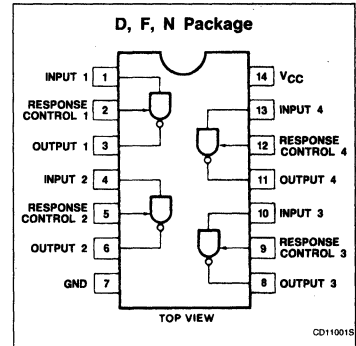 D, F, N Package
INPUT 1 1
RESPONSE CONTROL 1 2
OUTPUT 1 3
INPUT 2 4
RESPONSE CONTROL 2 5
OUTPUT 2 6
GND 7
14 VCC
13 INPUT 4
12 RESPONSE CONTROL 4
11 OUTPUT 4
10 INPUT 3
9 RESPONSE CONTROL 3
8 OUTPUT 3
TOP VIEW
CD11001S